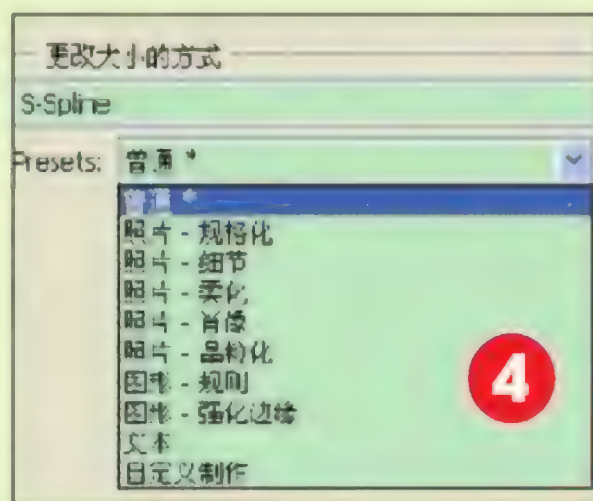 更改大小的方式
S-Spline
Presets: 普通 *
普通 *
照片 - 规格化
照片 - 细节
照片 - 柔化
照片 - 肖像
照片 - 晶粒化
图形 - 规则
图形 - 强化边缘
文本
自定义制作
4